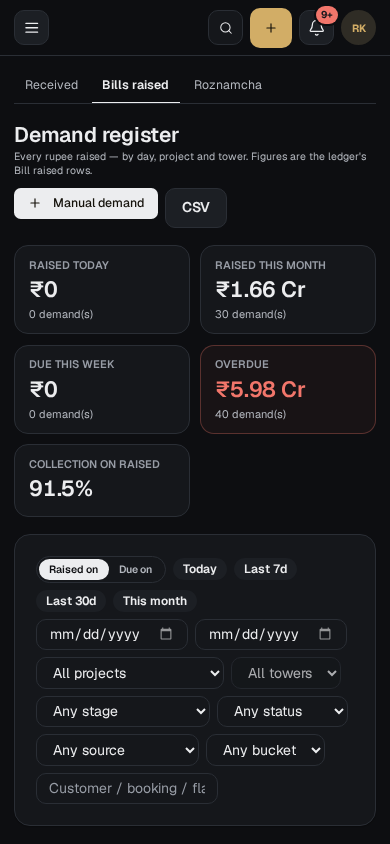 9+
RK
Received Bills raised Roznamcha
Demand register
Every rupee raised — by day, project and tower. Figures are the ledger's
Bill raised rows.
+ Manual demand CSV
RAISED TODAY
₹0
0 demand(s)
RAISED THIS MONTH
₹1.66 Cr
30 demand(s)
DUE THIS WEEK
₹0
0 demand(s)
OVERDUE
₹5.98 Cr
40 demand(s)
COLLECTION ON RAISED
91.5%
Raised on Due on Today Last 7d
Last 30d This month
mm/dd/yyyy mm/dd/yyyy
All projects All towers
Any stage Any status
Any source Any bucket
Customer / booking / fla